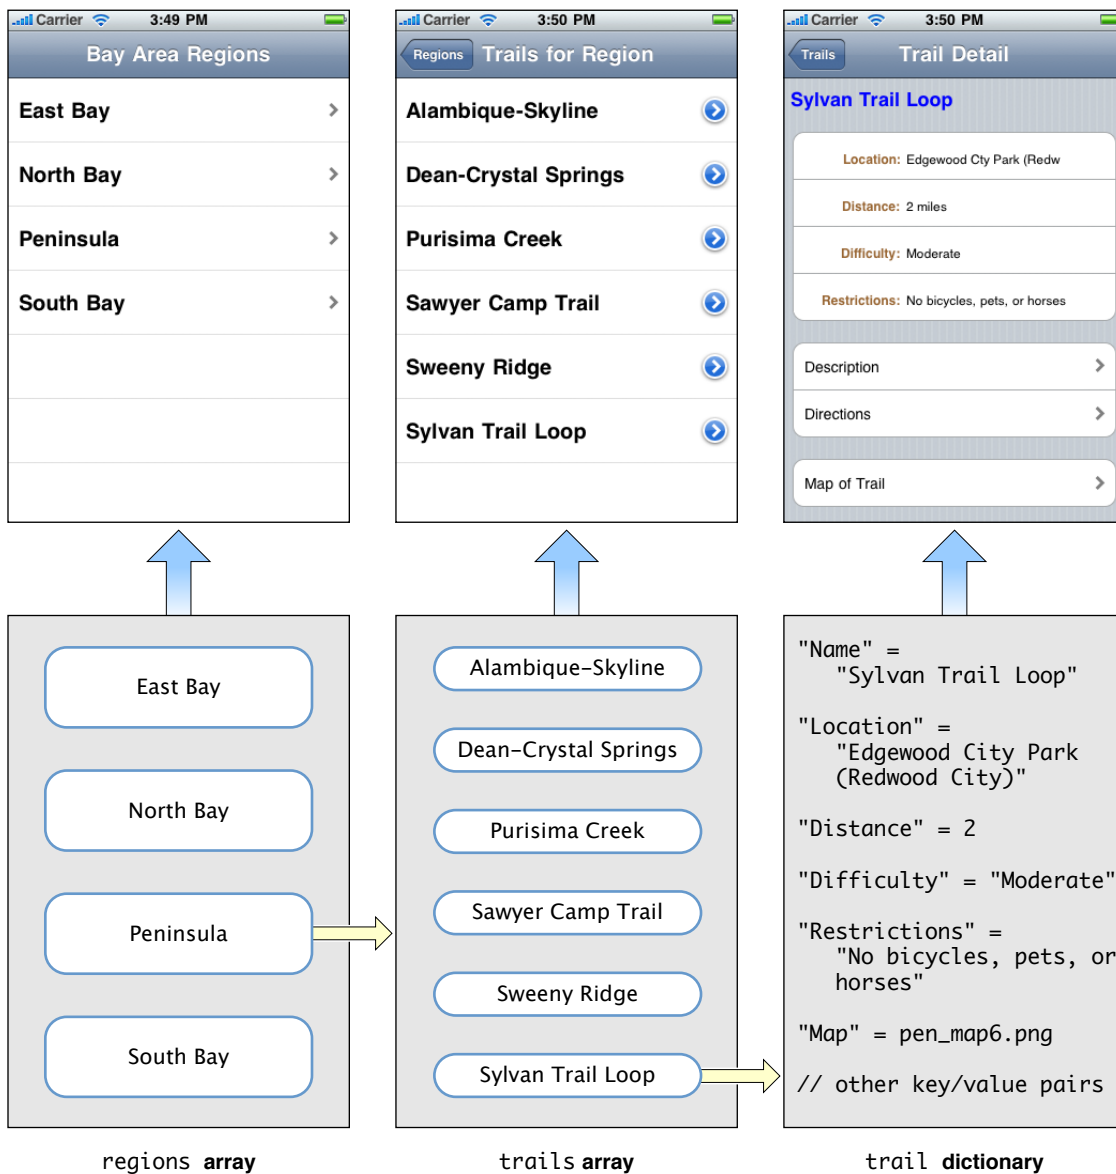 Carrier 3:49 PM
Bay Area Regions
East Bay
North Bay
Peninsula
South Bay
Carrier 3:50 PM
Regions Trails for Region
Alambique-Skyline
Dean-Crystal Springs
Purisima Creek
Sawyer Camp Trail
Sweeny Ridge
Sylvan Trail Loop
Carrier 3:50 PM
Trails Trail Detail
Sylvan Trail Loop
Location: Edgewood Cty Park (Redw
Distance: 2 miles
Difficulty: Moderate
Restrictions: No bicycles, pets, or horses
Description
Directions
Map of Trail
East Bay
North Bay
Peninsula
South Bay
regions array
Alambique-Skyline
Dean-Crystal Springs
Purisima Creek
Sawyer Camp Trail
Sweeny Ridge
Sylvan Trail Loop
trails array
"Name" =
"Sylvan Trail Loop"
"Location" =
"Edgewood City Park
(Redwood City)"
"Distance" = 2
"Difficulty" = "Moderate"
"Restrictions" =
"No bicycles, pets, or
horses"
"Map" = pen_map6.png
// other key/value pairs
trail dictionary